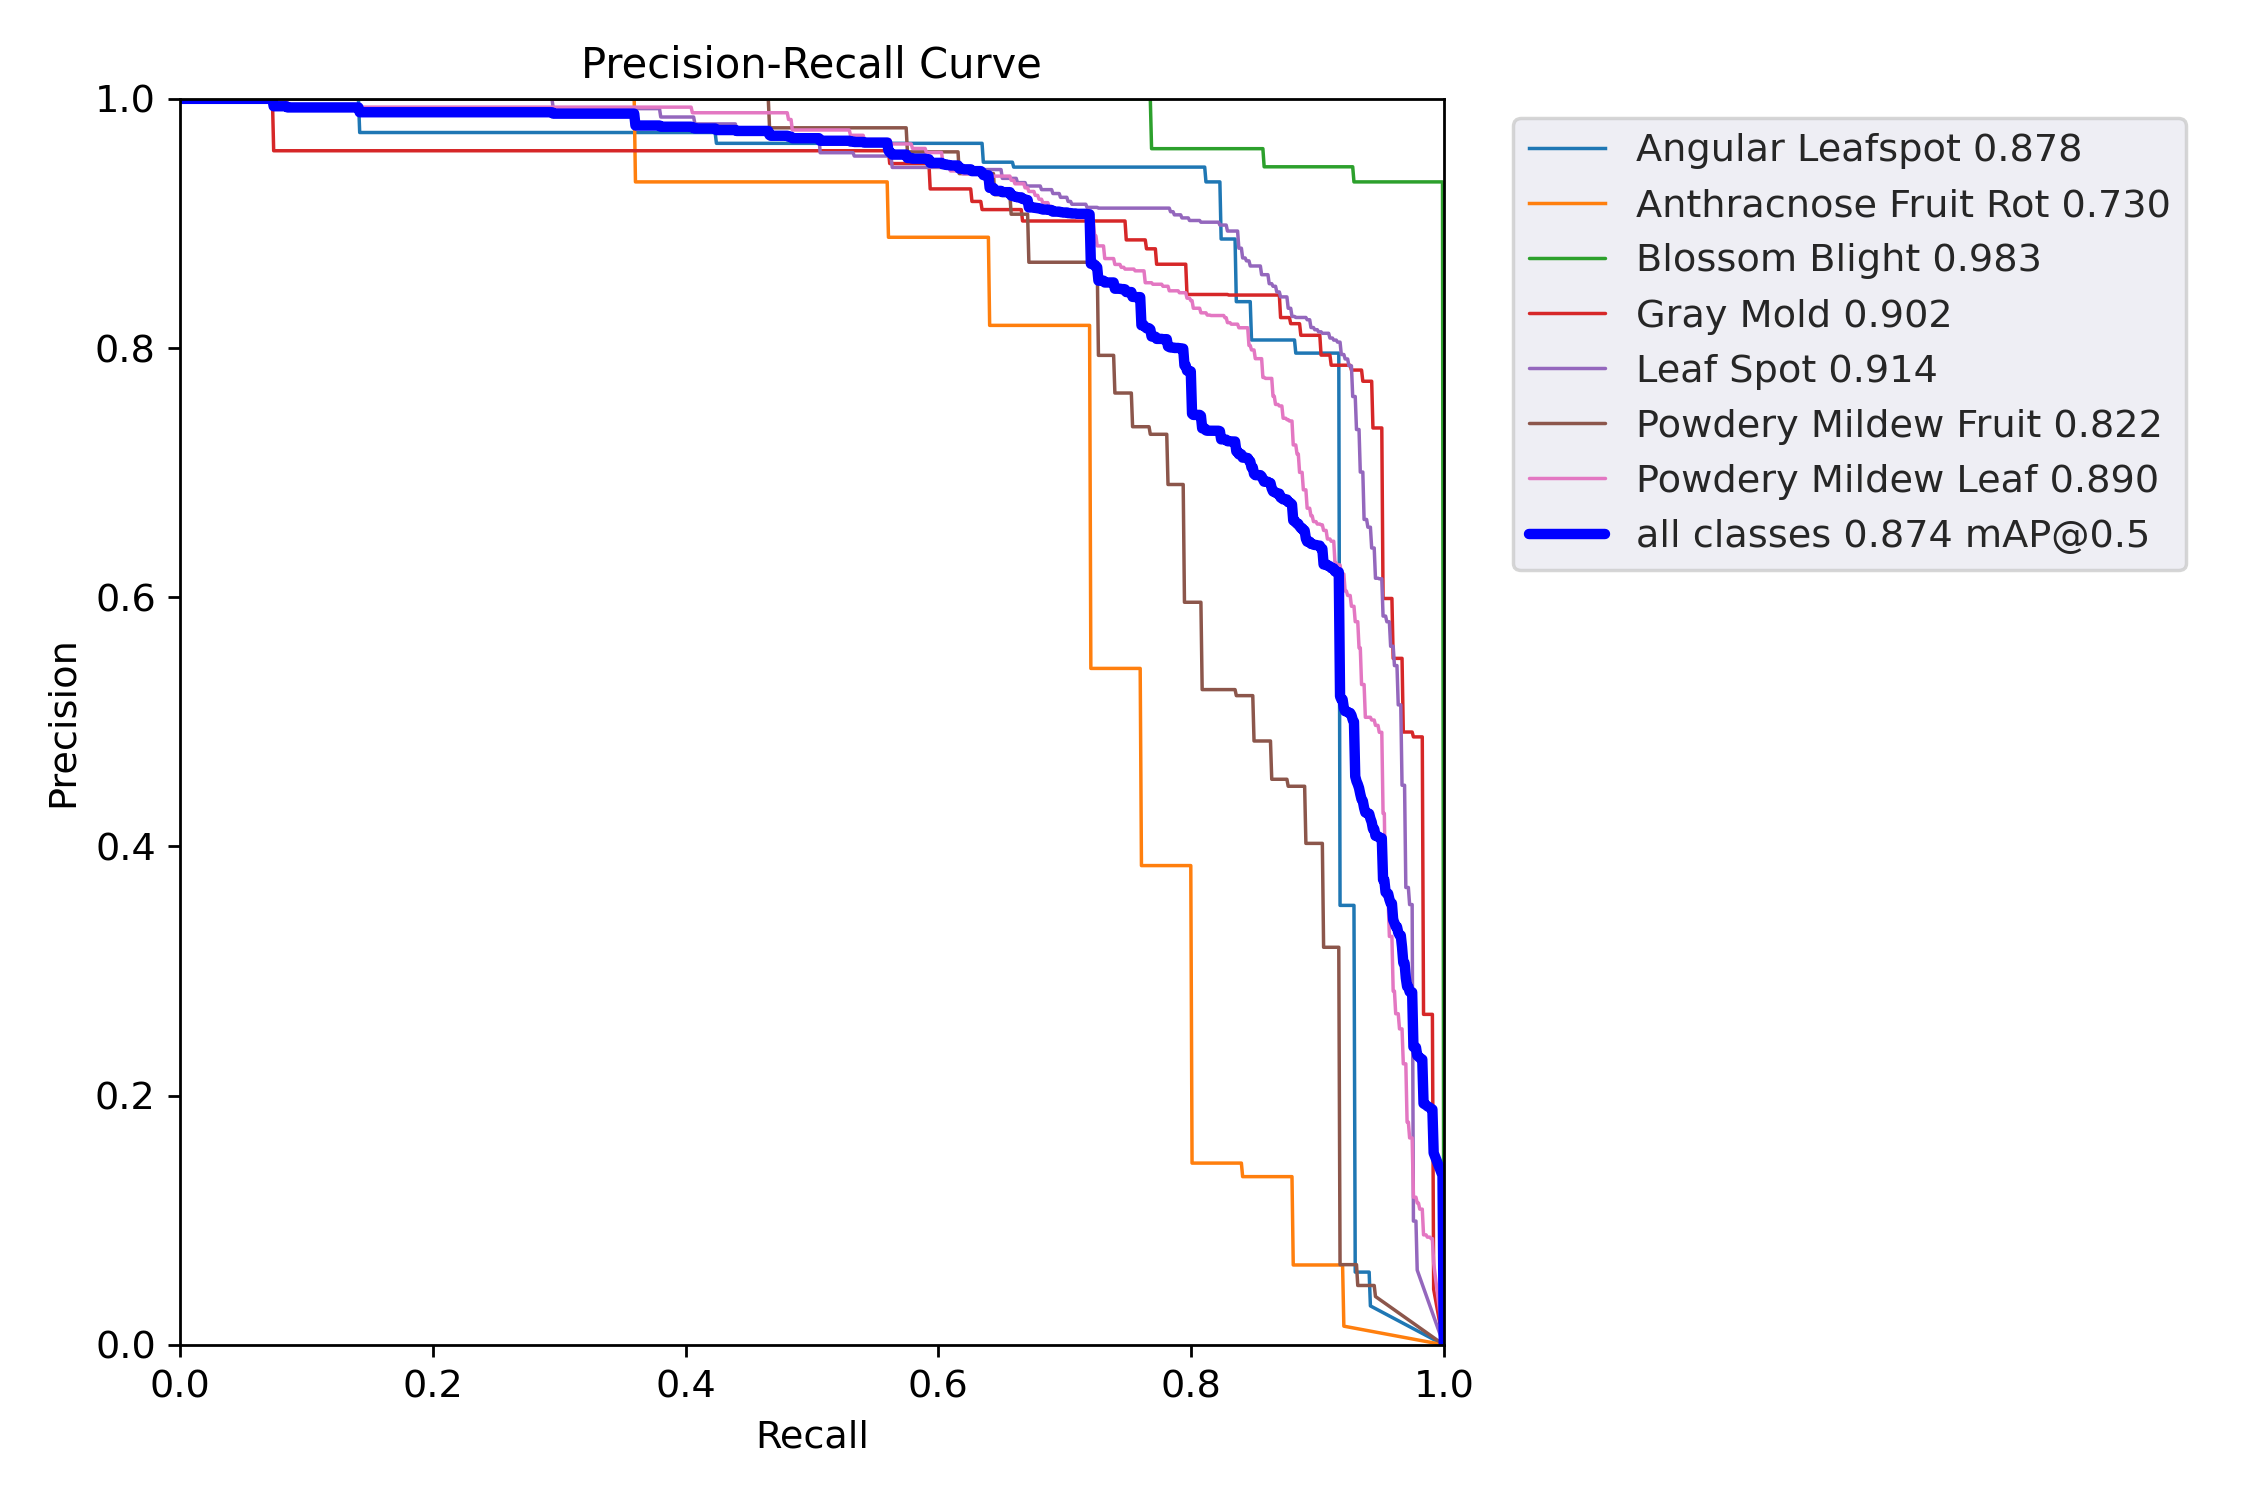 Precision-Recall Curve
1.0
0.8
0.6
0.4
0.2
0.0
Precision
0.0 0.2 0.4 0.6 0.8 1.0
Recall
Angular Leafspot 0.878
Anthracnose Fruit Rot 0.730
Blossom Blight 0.983
Gray Mold 0.902
Leaf Spot 0.914
Powdery Mildew Fruit 0.822
Powdery Mildew Leaf 0.890
all classes 0.874 mAP@0.5